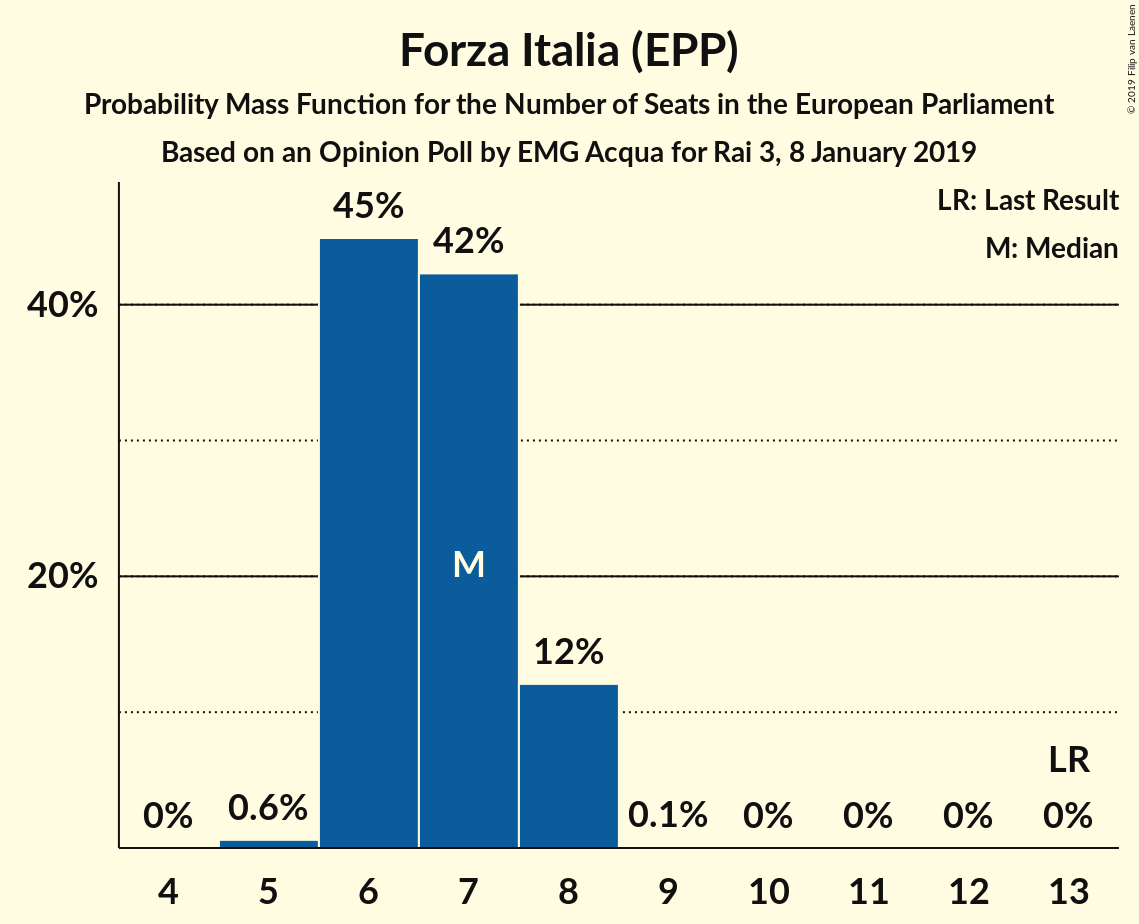 Forza Italia (EPP)
Probability Mass Function for the Number of Seats in the European Parliament
Based on an Opinion Poll by EMG Acqua for Rai 3, 8 January 2019
© 2019 Filip van Laenen
LR: Last Result
M: Median
45%
42%
40%
M
20%
12%
LR
0% 0.6% 0.1% 0% 0% 0% 0%
4 5 6 7 8 9 10 11 12 13